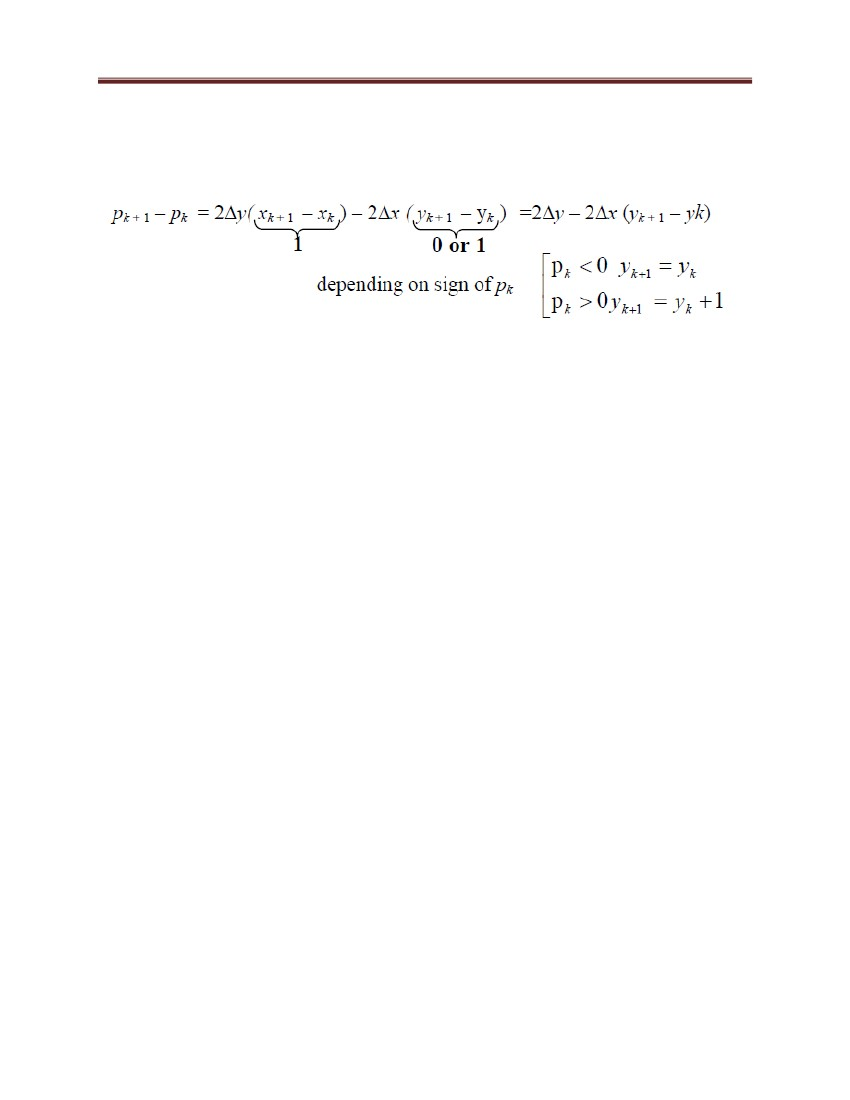 pₖ₊₁ – pₖ = 2Δy(xₖ₊₁ – xₖ) – 2Δx (yₖ₊₁ – yₖ) =2Δy – 2Δx (yₖ₊₁ – yk)
1 0 or 1
depending on sign of pₖ
pₖ <0 yₖ₊₁ = yₖ
pₖ >0 yₖ₊₁ = yₖ +1